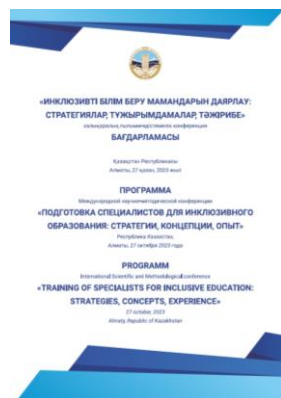 «ИНКЛЮЗИВТІ БІЛІМ БЕРУ МАМАНДАРЫН ДАЯРЛАУ:
СТРАТЕГИЯЛАР, ТҰЖЫРЫМДАМАЛАР, ТӘЖІРИБЕ»
халықаралық ғылыми-әдістемелік конференция
БАҒДАРЛАМАСЫ
Қазақстан Республикасы
Алматы, 27 қазан, 2023 жыл
ПРОГРАММА
Международной научно-методической конференции
«ПОДГОТОВКА СПЕЦИАЛИСТОВ ДЛЯ ИНКЛЮЗИВНОГО
ОБРАЗОВАНИЯ: СТРАТЕГИИ, КОНЦЕПЦИИ, ОПЫТ»
Республика Казахстан,
Алматы, 27 октября 2023 года
PROGRAMM
International Scientific and Methodological conference
«TRAINING OF SPECIALISTS FOR INCLUSIVE EDUCATION:
STRATEGIES, CONCEPTS, EXPERIENCE»
27 october, 2023
Almaty, Republic of Kazakhstan